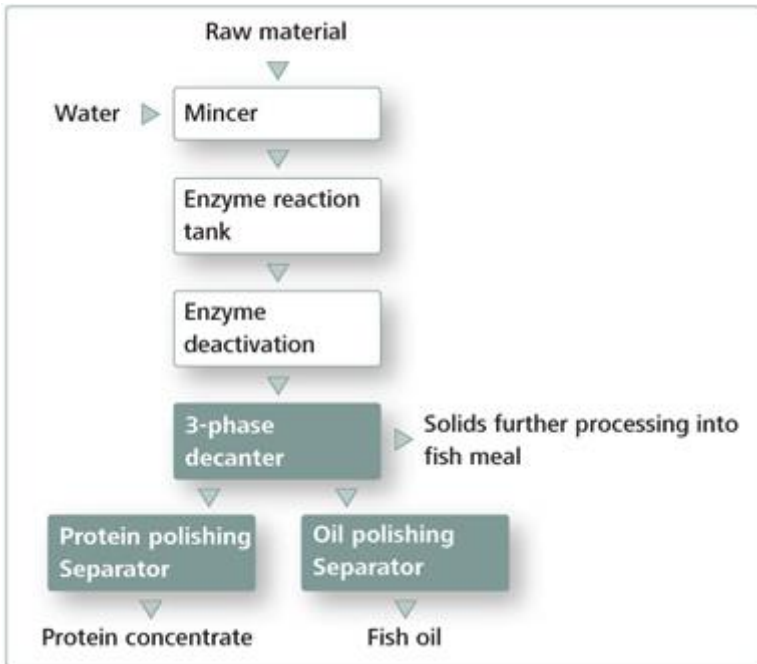 Raw material
Water
Mincer
Enzyme reaction
tank
Enzyme
deactivation
3-phase
decanter
Solids further processing into
fish meal
Protein polishing
Separator
Oil polishing
Separator
Protein concentrate
Fish oil